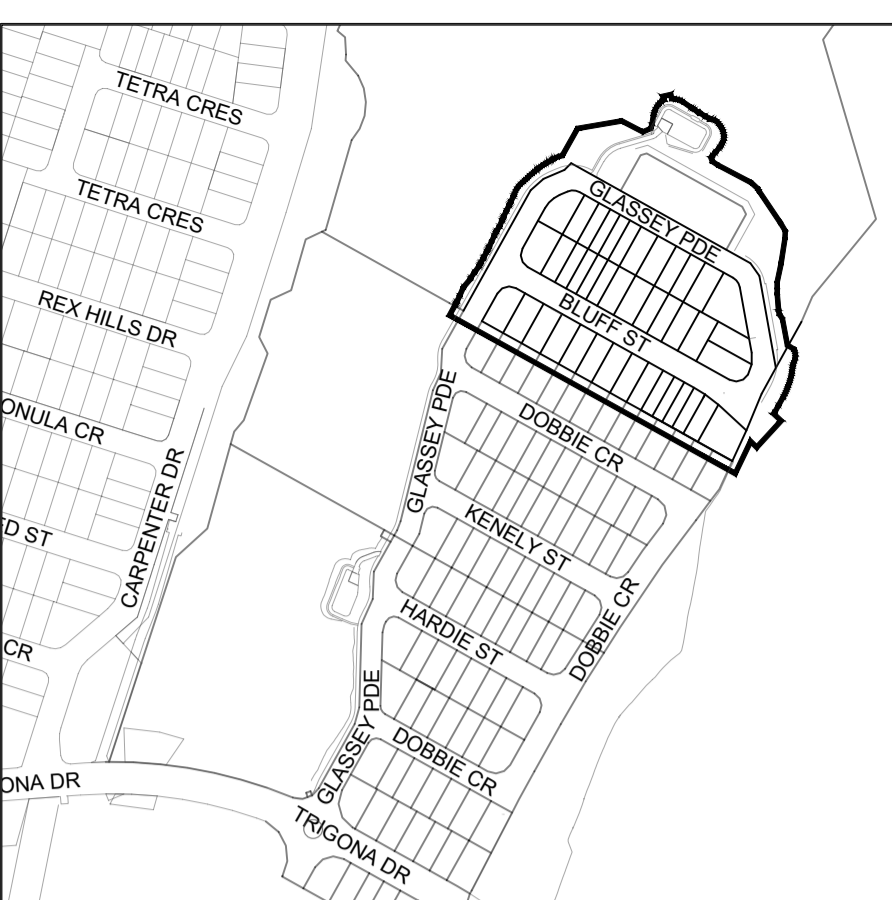 TETRA CRES
TETRA CRES
GLASSEY PDE
REX HILLS DR
BLUFF ST
ONULA CR
GLASSEY PDE
DOBBIE CR
CARPENTER DR
ED ST
KENELY ST
DOBBIE CR
HARDIE ST
CR
GLASSEY PDE
DOBBIE CR
ONA DR
TRIGONA DR